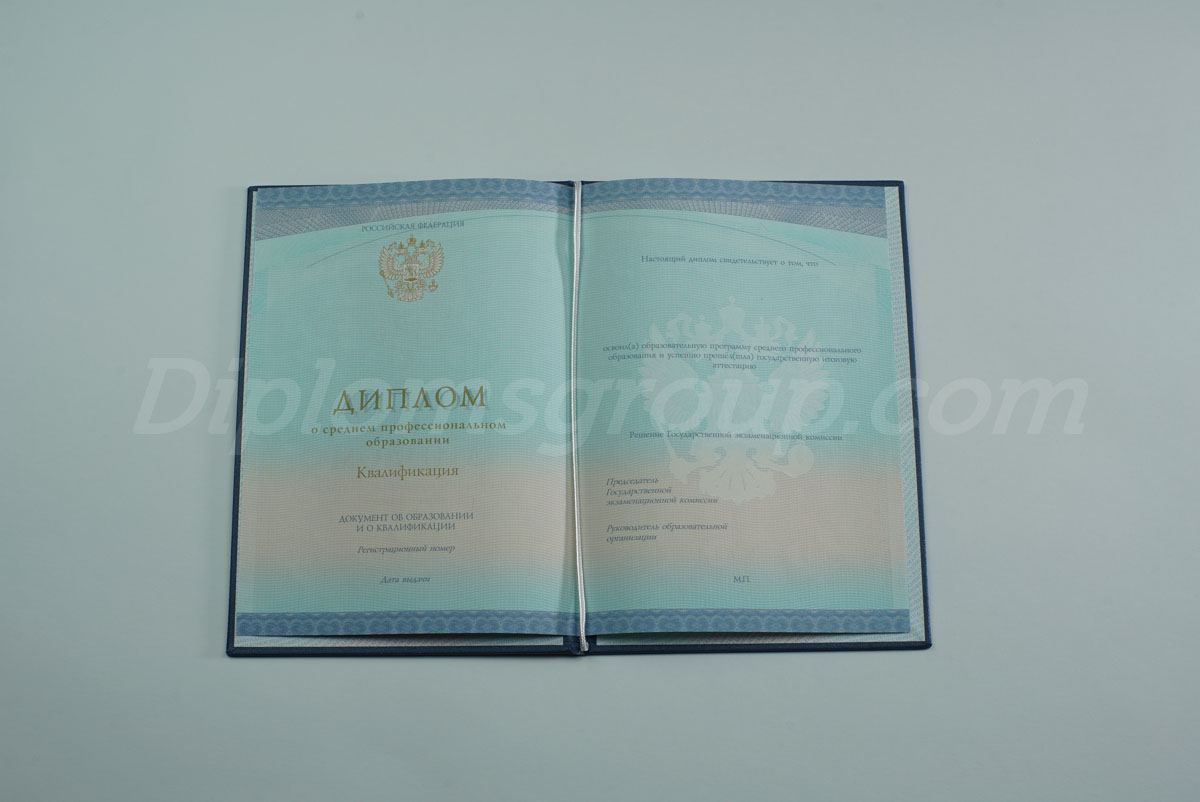 РОССИЙСКАЯ ФЕДЕРАЦИЯ
ДИПЛОМ
о среднем профессиональном
образовании
Квалификация
ДОКУМЕНТ ОБ ОБРАЗОВАНИИ
И О КВАЛИФИКАЦИИ
Регистрационный номер
Дата выдачи
Настоящий диплом свидетельствует о том, что
освоил(а) образовательную программу среднего профессионального
образования и успешно прошёл(шла) государственную итоговую
аттестацию
Решение Государственной экзаменационной комиссии
Председатель
Государственной
экзаменационной комиссии
Руководитель образовательной
организации
М.П.
Diplomsgroup.com